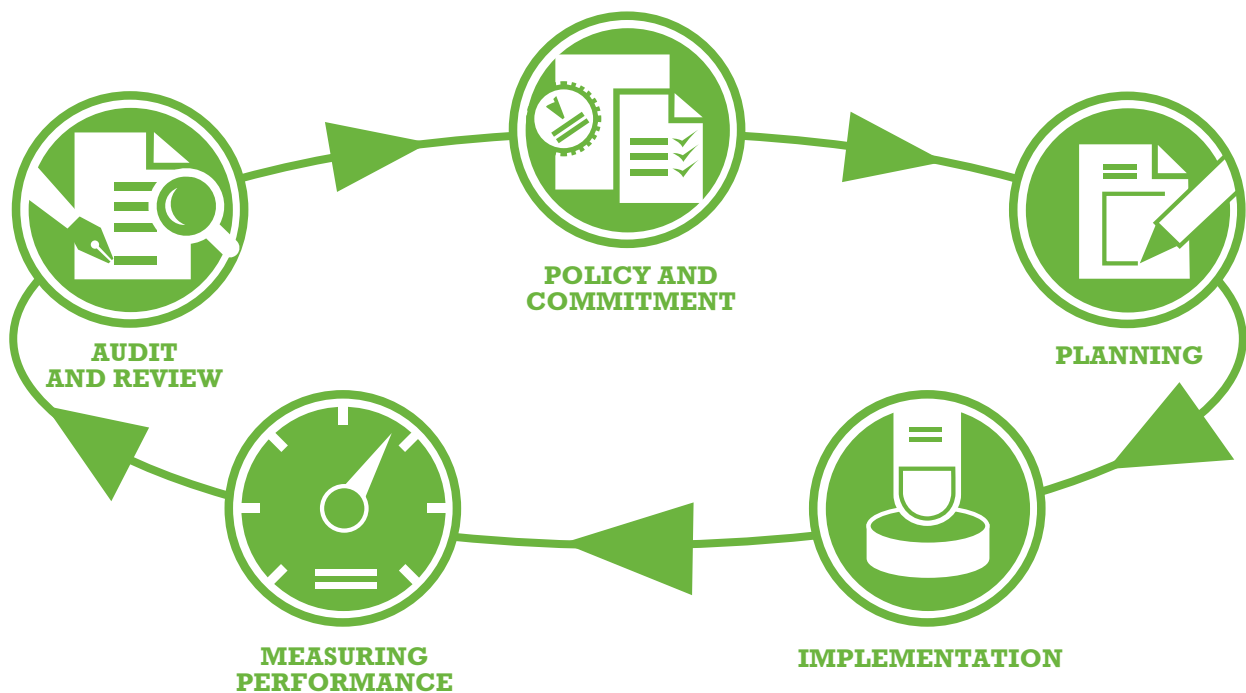 POLICY AND
COMMITMENT
AUDIT
AND REVIEW
PLANNING
MEASURING
PERFORMANCE
IMPLEMENTATION